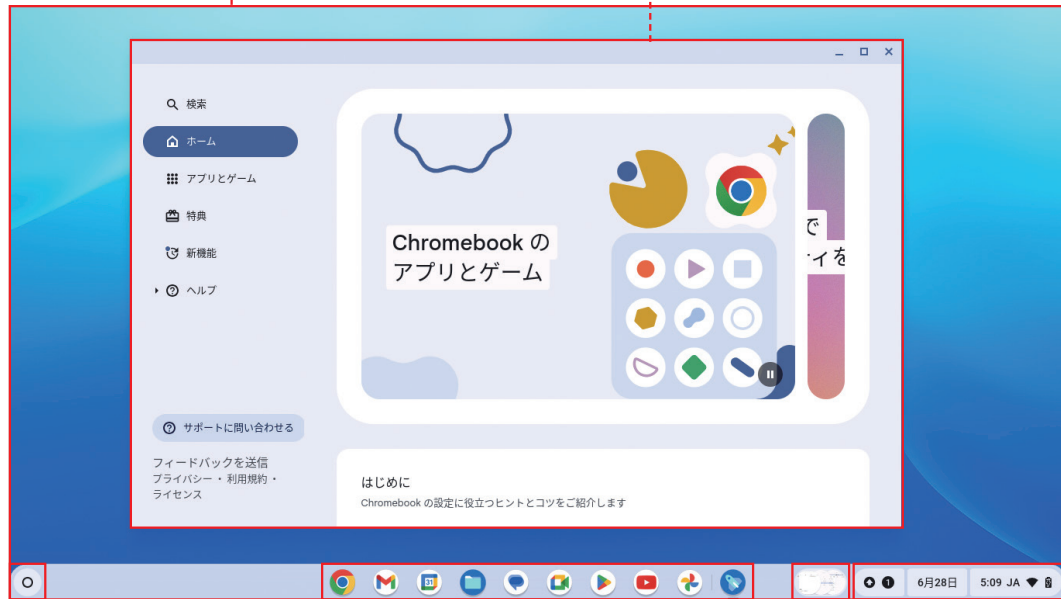 検索
ホーム
アプリとゲーム
特典
新機能
ヘルプ
サポートに問い合わせる
フィードバックを送信
プライバシー・利用規約・
ライセンス
Chromebook の
アプリとゲーム
で
ィを
はじめに
Chromebook の設定に役立つヒントとコツをご紹介します
31
1
6月28日
5:09 JA